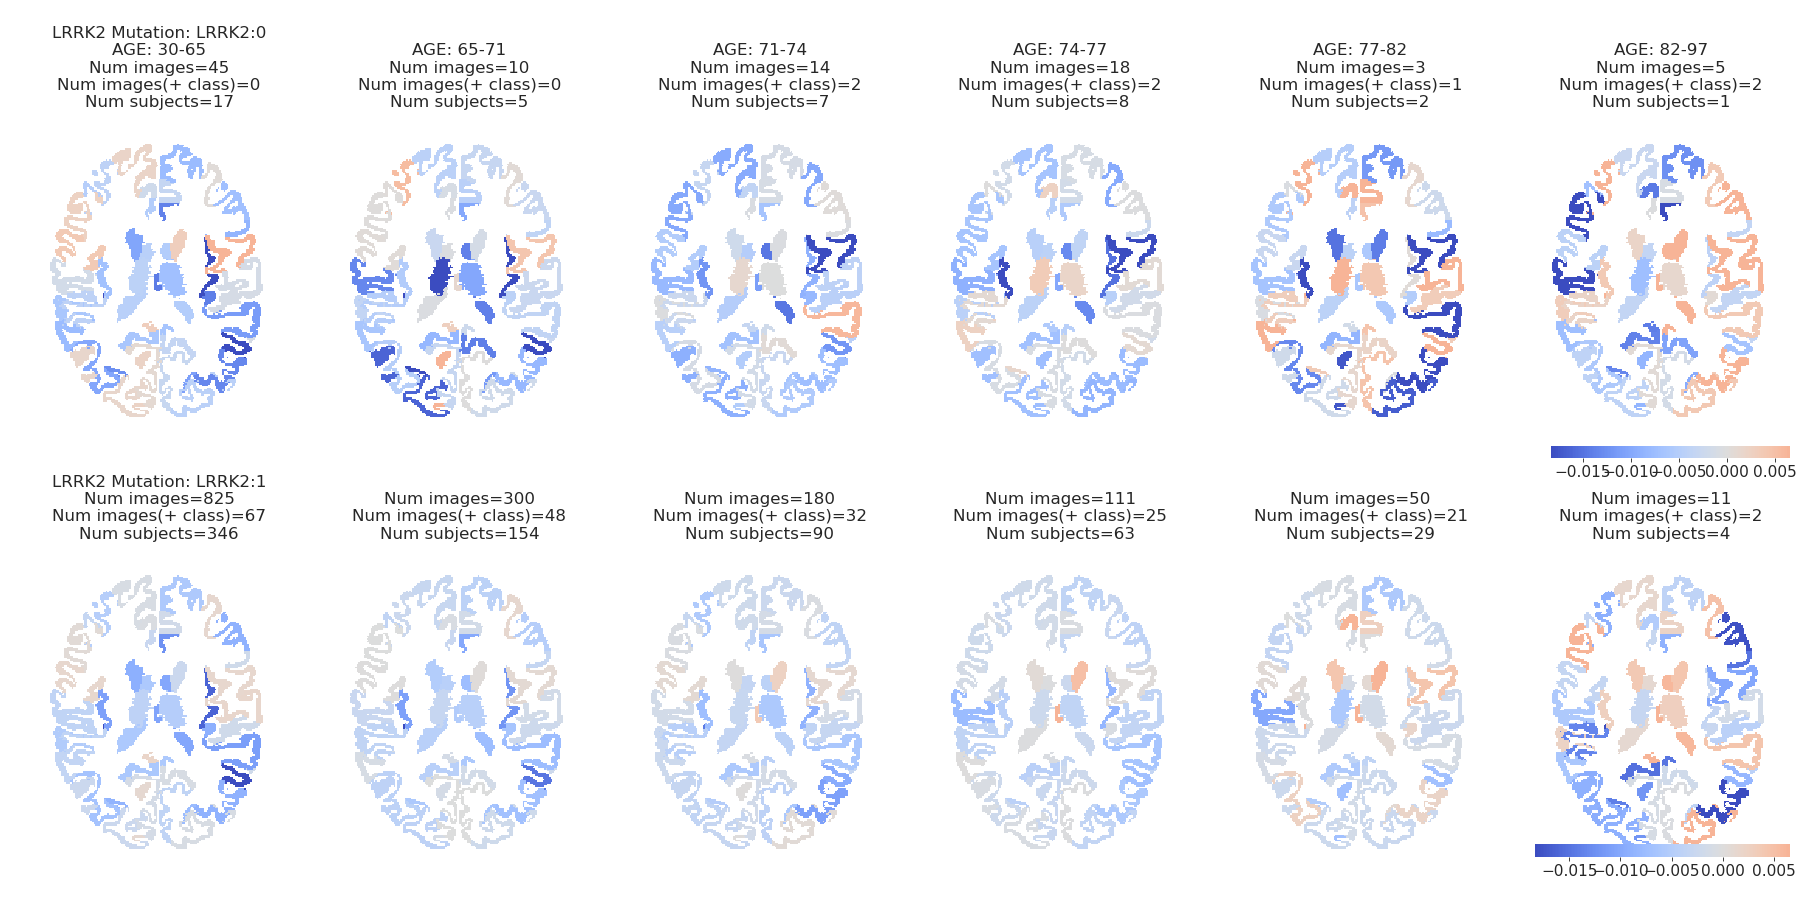 LRRK2 Mutation: LRRK2:0
AGE: 30-65
Num images=45
Num images(+ class)=0
Num subjects=17
AGE: 65-71
Num images=10
Num images(+ class)=0
Num subjects=5
AGE: 71-74
Num images=14
Num images(+ class)=2
Num subjects=7
AGE: 74-77
Num images=18
Num images(+ class)=2
Num subjects=8
AGE: 77-82
Num images=3
Num images(+ class)=1
Num subjects=2
AGE: 82-97
Num images=5
Num images(+ class)=2
Num subjects=1
−0.015 −0.010 −0.005 0.000 0.005
LRRK2 Mutation: LRRK2:1
Num images=825
Num images(+ class)=67
Num subjects=346
Num images=300
Num images(+ class)=48
Num subjects=154
Num images=180
Num images(+ class)=32
Num subjects=90
Num images=111
Num images(+ class)=25
Num subjects=63
Num images=50
Num images(+ class)=21
Num subjects=29
Num images=11
Num images(+ class)=2
Num subjects=4
−0.015 −0.010 −0.005 0.000 0.005